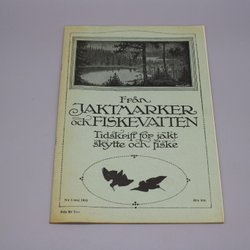 Från
JAKTMARKER
och FISKEVATTEN
Tidskrift för jakt
skytte och fiske